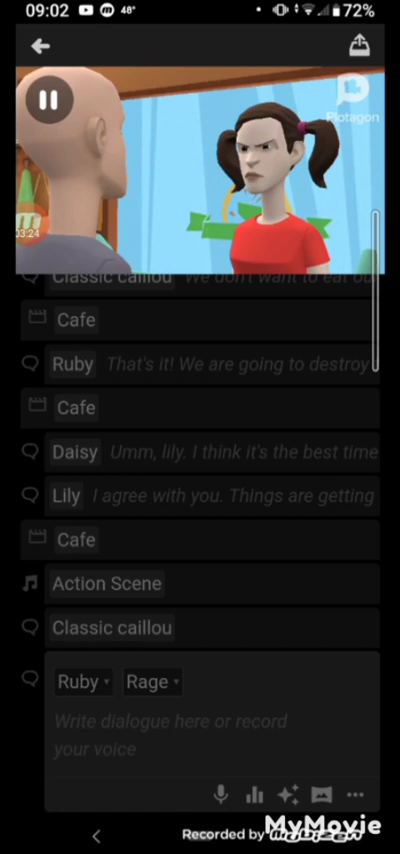 09:02 48° 72%
Plotagon
03:24
Classic caillou We don't want to eat ou
Cafe
Ruby That's it! We are going to destroy
Cafe
Daisy Umm, lily. I think it's the best time
Lily I agree with you. Things are getting
Cafe
Action Scene
Classic caillou
Ruby Rage
Write dialogue here or record
your voice
Recorded by
MyMovie